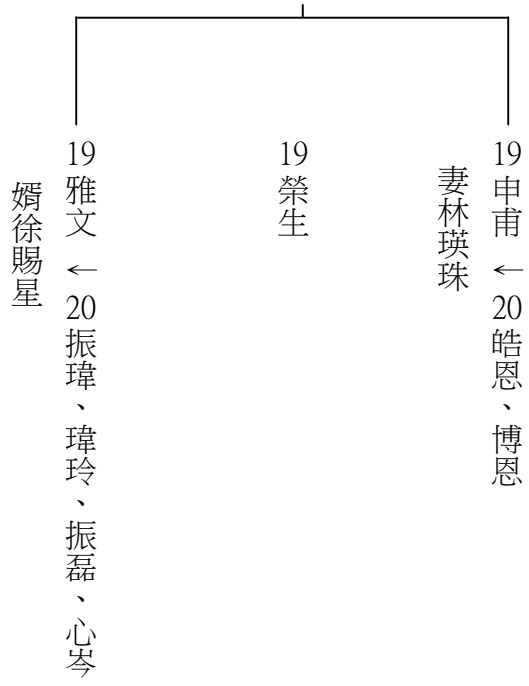 19申甫 ← 20皓恩、博恩
妻林瑛珠
19榮生
19雅文 ← 20振瑋、瑋玲、振磊、心岑
婿徐賜星